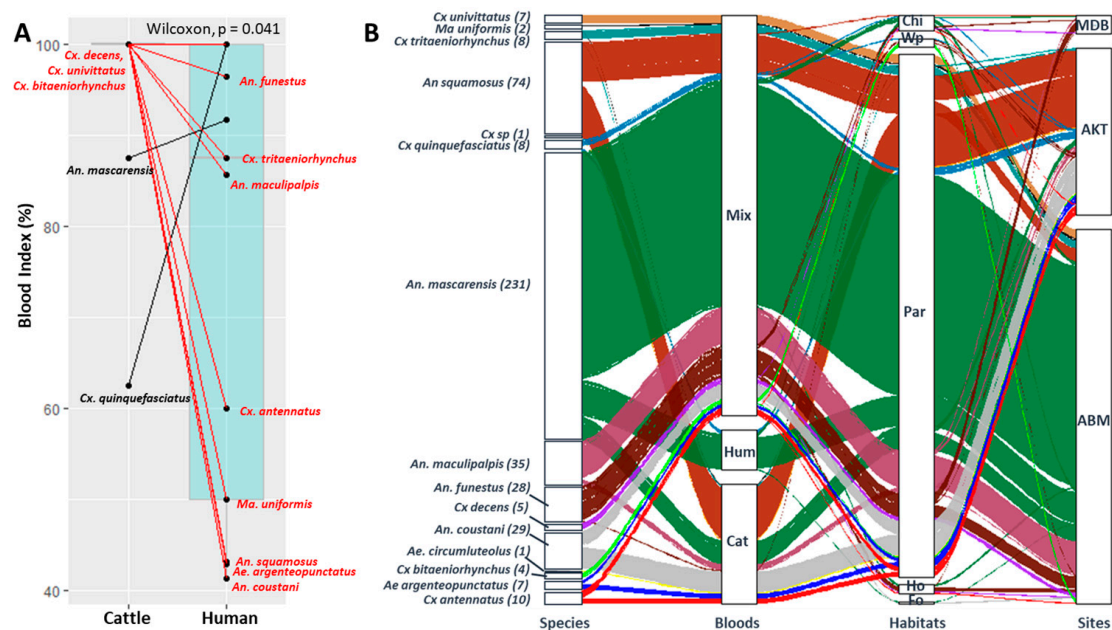 A
Wilcoxon, p = 0.041
Blood Index (%)
100
80
60
40
Cx. decens,
Cx. univittatus
Cx. bitaeniorhynchus
An. funestus
Cx. tritaeniorhynchus
An. mascarensis
An. maculipalpis
Cx. quinquefasciatus
Cx. antennatus
Ma. uniformis
An. squamosus
Ae. argenteopunctatus
An. coustani
Cattle
Human
B
Cx univittatus (7)
Ma uniformis (2)
Cx tritaeniorhynchus (8)
An squamosus (74)
Cx sp (1)
Cx quinquefasciatus (8)
An. mascarensis (231)
An. maculipalpis (35)
An. funestus (28)
Cx decens (5)
An. coustani (29)
Ae. circumluteolus (1)
Cx bitaeniorhynchus (4)
Ae argenteopunctatus (7)
Cx antennatus (10)
Mix
Hum
Cat
Chi
Wp
Par
Ho
Fo
MDB
AKT
ABM
Species
Bloods
Habitats
Sites